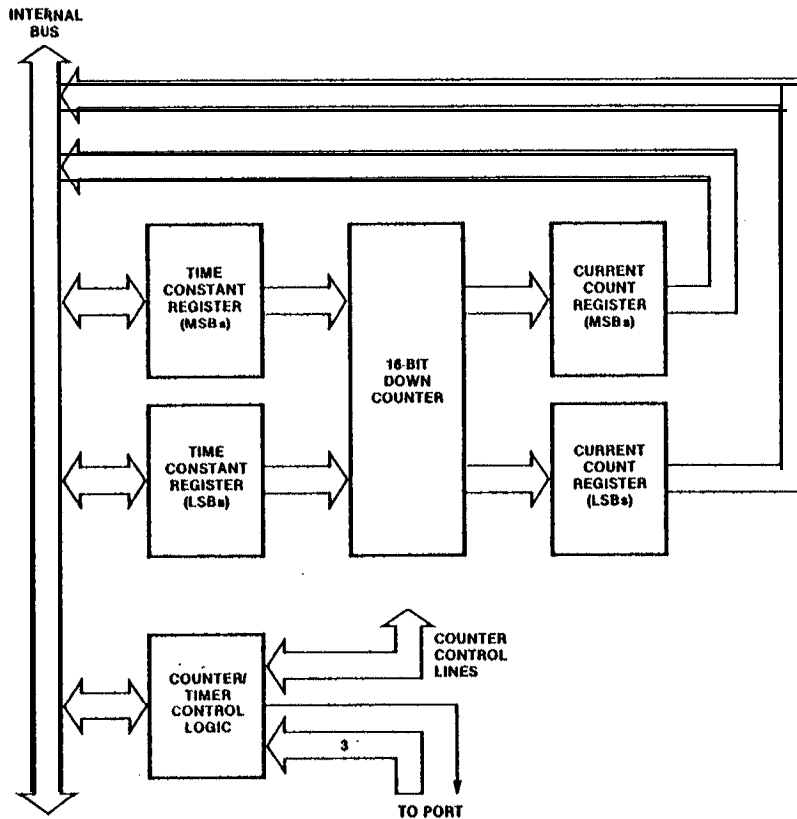 INTERNAL
BUS
TIME
CONSTANT
REGISTER
(MSBs)
16-BIT
DOWN
COUNTER
CURRENT
COUNT
REGISTER
(MSBs)
TIME
CONSTANT
REGISTER
(LSBs)
CURRENT
COUNT
REGISTER
(LSBs)
COUNTER/
TIMER
CONTROL
LOGIC
COUNTER
CONTROL
LINES
3
TO PORT